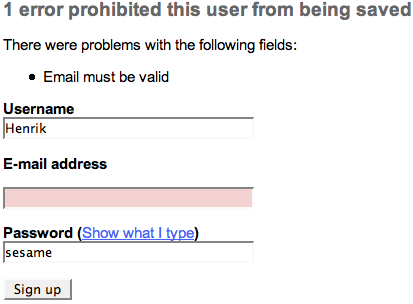 1 error prohibited this user from being saved
There were problems with the following fields:
Email must be valid
Username
Henrik
E-mail address
Password (Show what I type)
sesame
Sign up